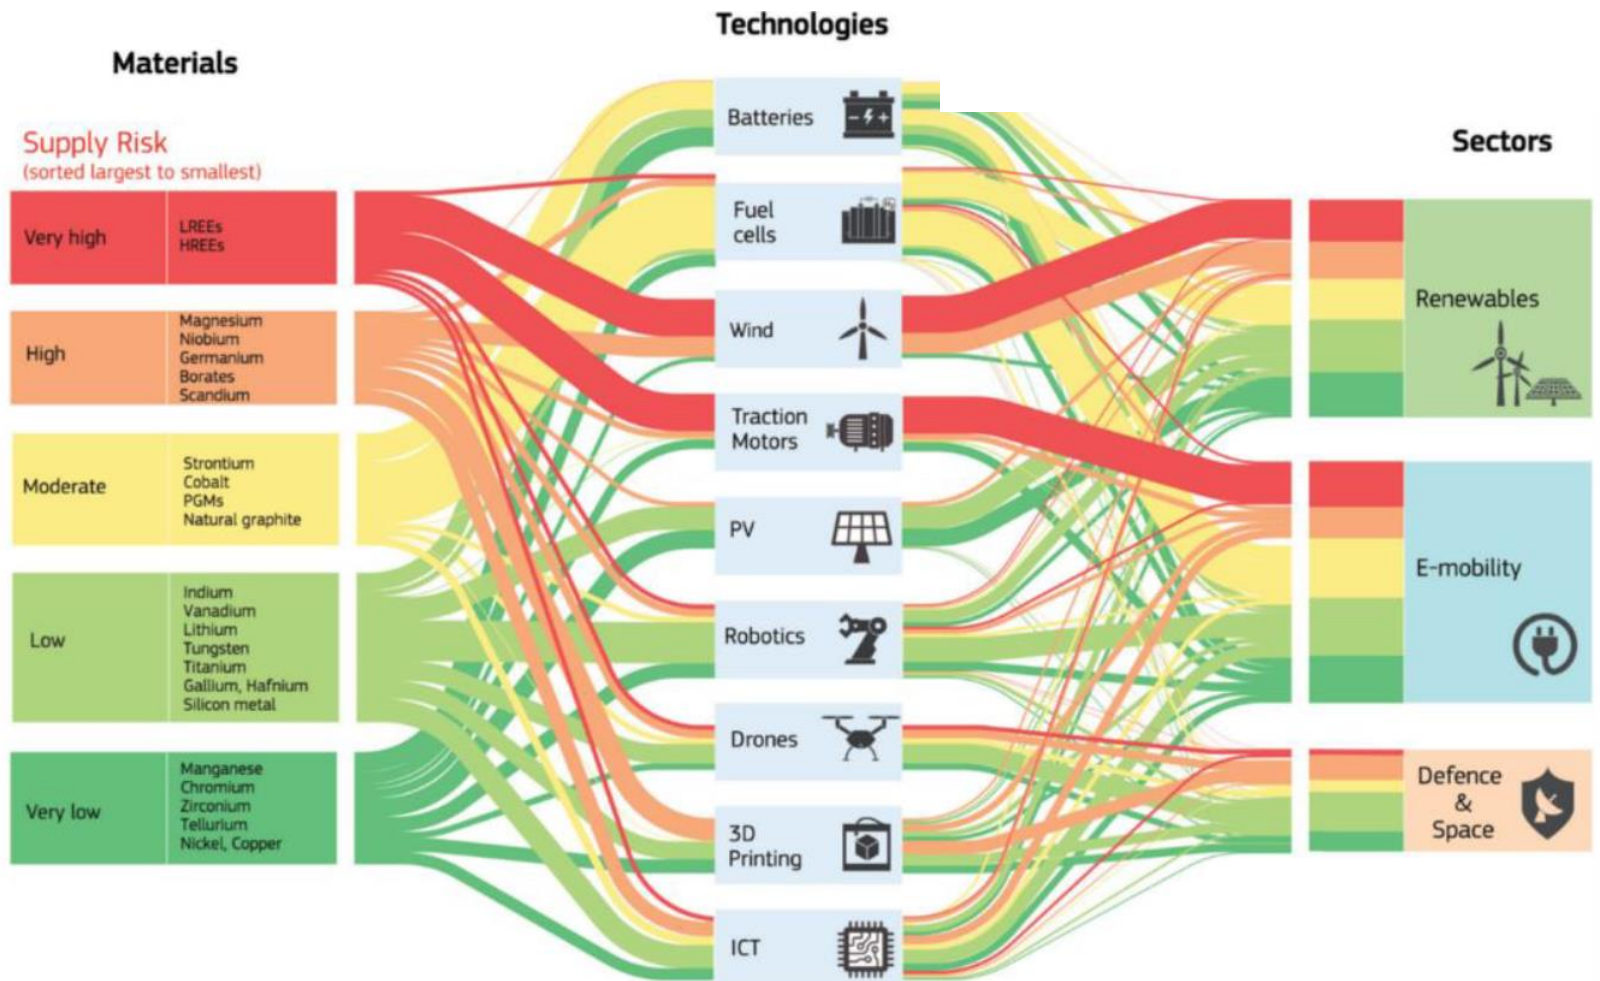 Technologies
Materials
Supply Risk
(sorted largest to smallest)
Very high
LREEs
HREEs
High
Magnesium
Niobium
Germanium
Borates
Scandium
Moderate
Strontium
Cobalt
PGMs
Natural graphite
Low
Indium
Vanadium
Lithium
Tungsten
Titanium
Gallium, Hafnium
Silicon metal
Very low
Manganese
Chromium
Zirconium
Tellurium
Nickel, Copper
Batteries
Fuel
cells
Wind
Traction
Motors
PV
Robotics
Drones
3D
Printing
ICT
Sectors
Renewables
E-mobility
Defence
&
Space